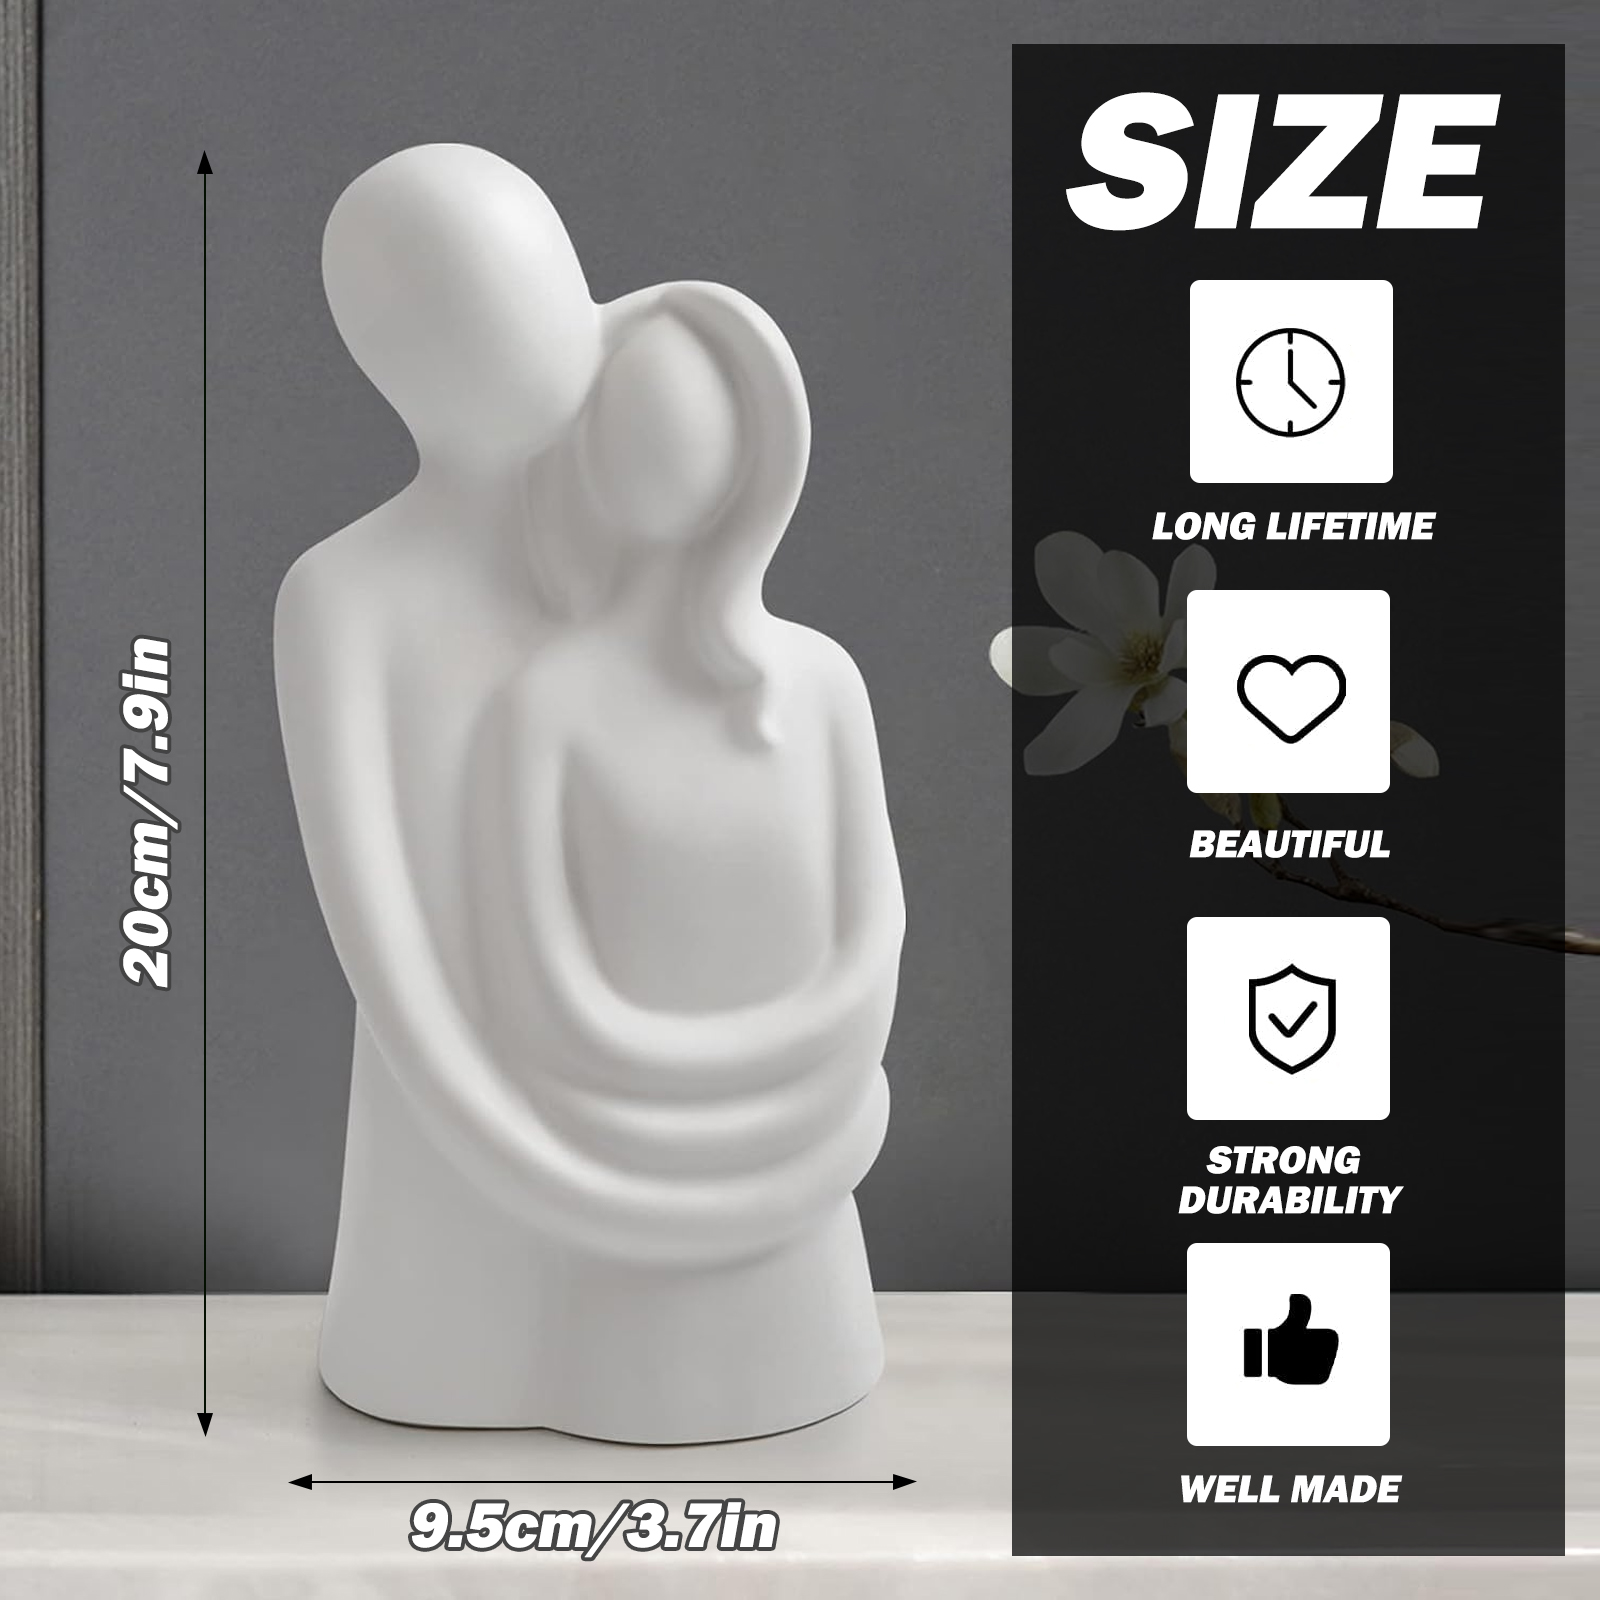 SIZE
LONG LIFETIME
BEAUTIFUL
STRONG
DURABILITY
WELL MADE
20cm/7.9in
9.5cm/3.7in